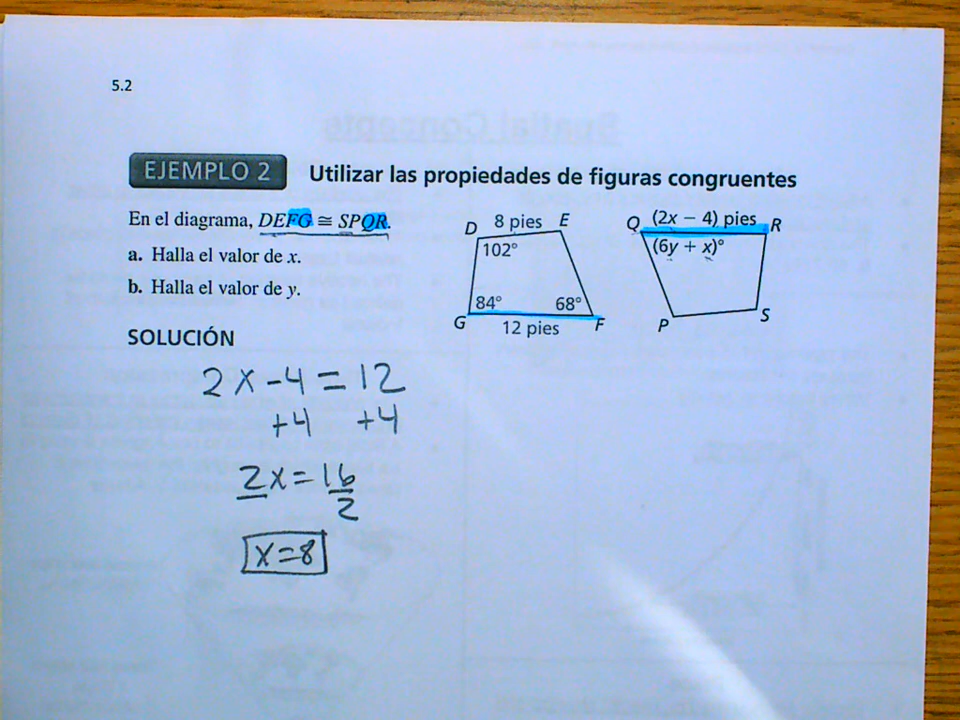 5.2
EJEMPLO 2 Utilizar las propiedades de figuras congruentes
En el diagrama, DEFG ≅ SPQR.
a. Halla el valor de x.
b. Halla el valor de y.
D 8 pies E
102°
84° 68°
G 12 pies F
Q (2x − 4) pies R
(6y + x)°
P S
SOLUCIÓN
2x - 4 = 12
+4 +4
2x = 16
2
x = 8